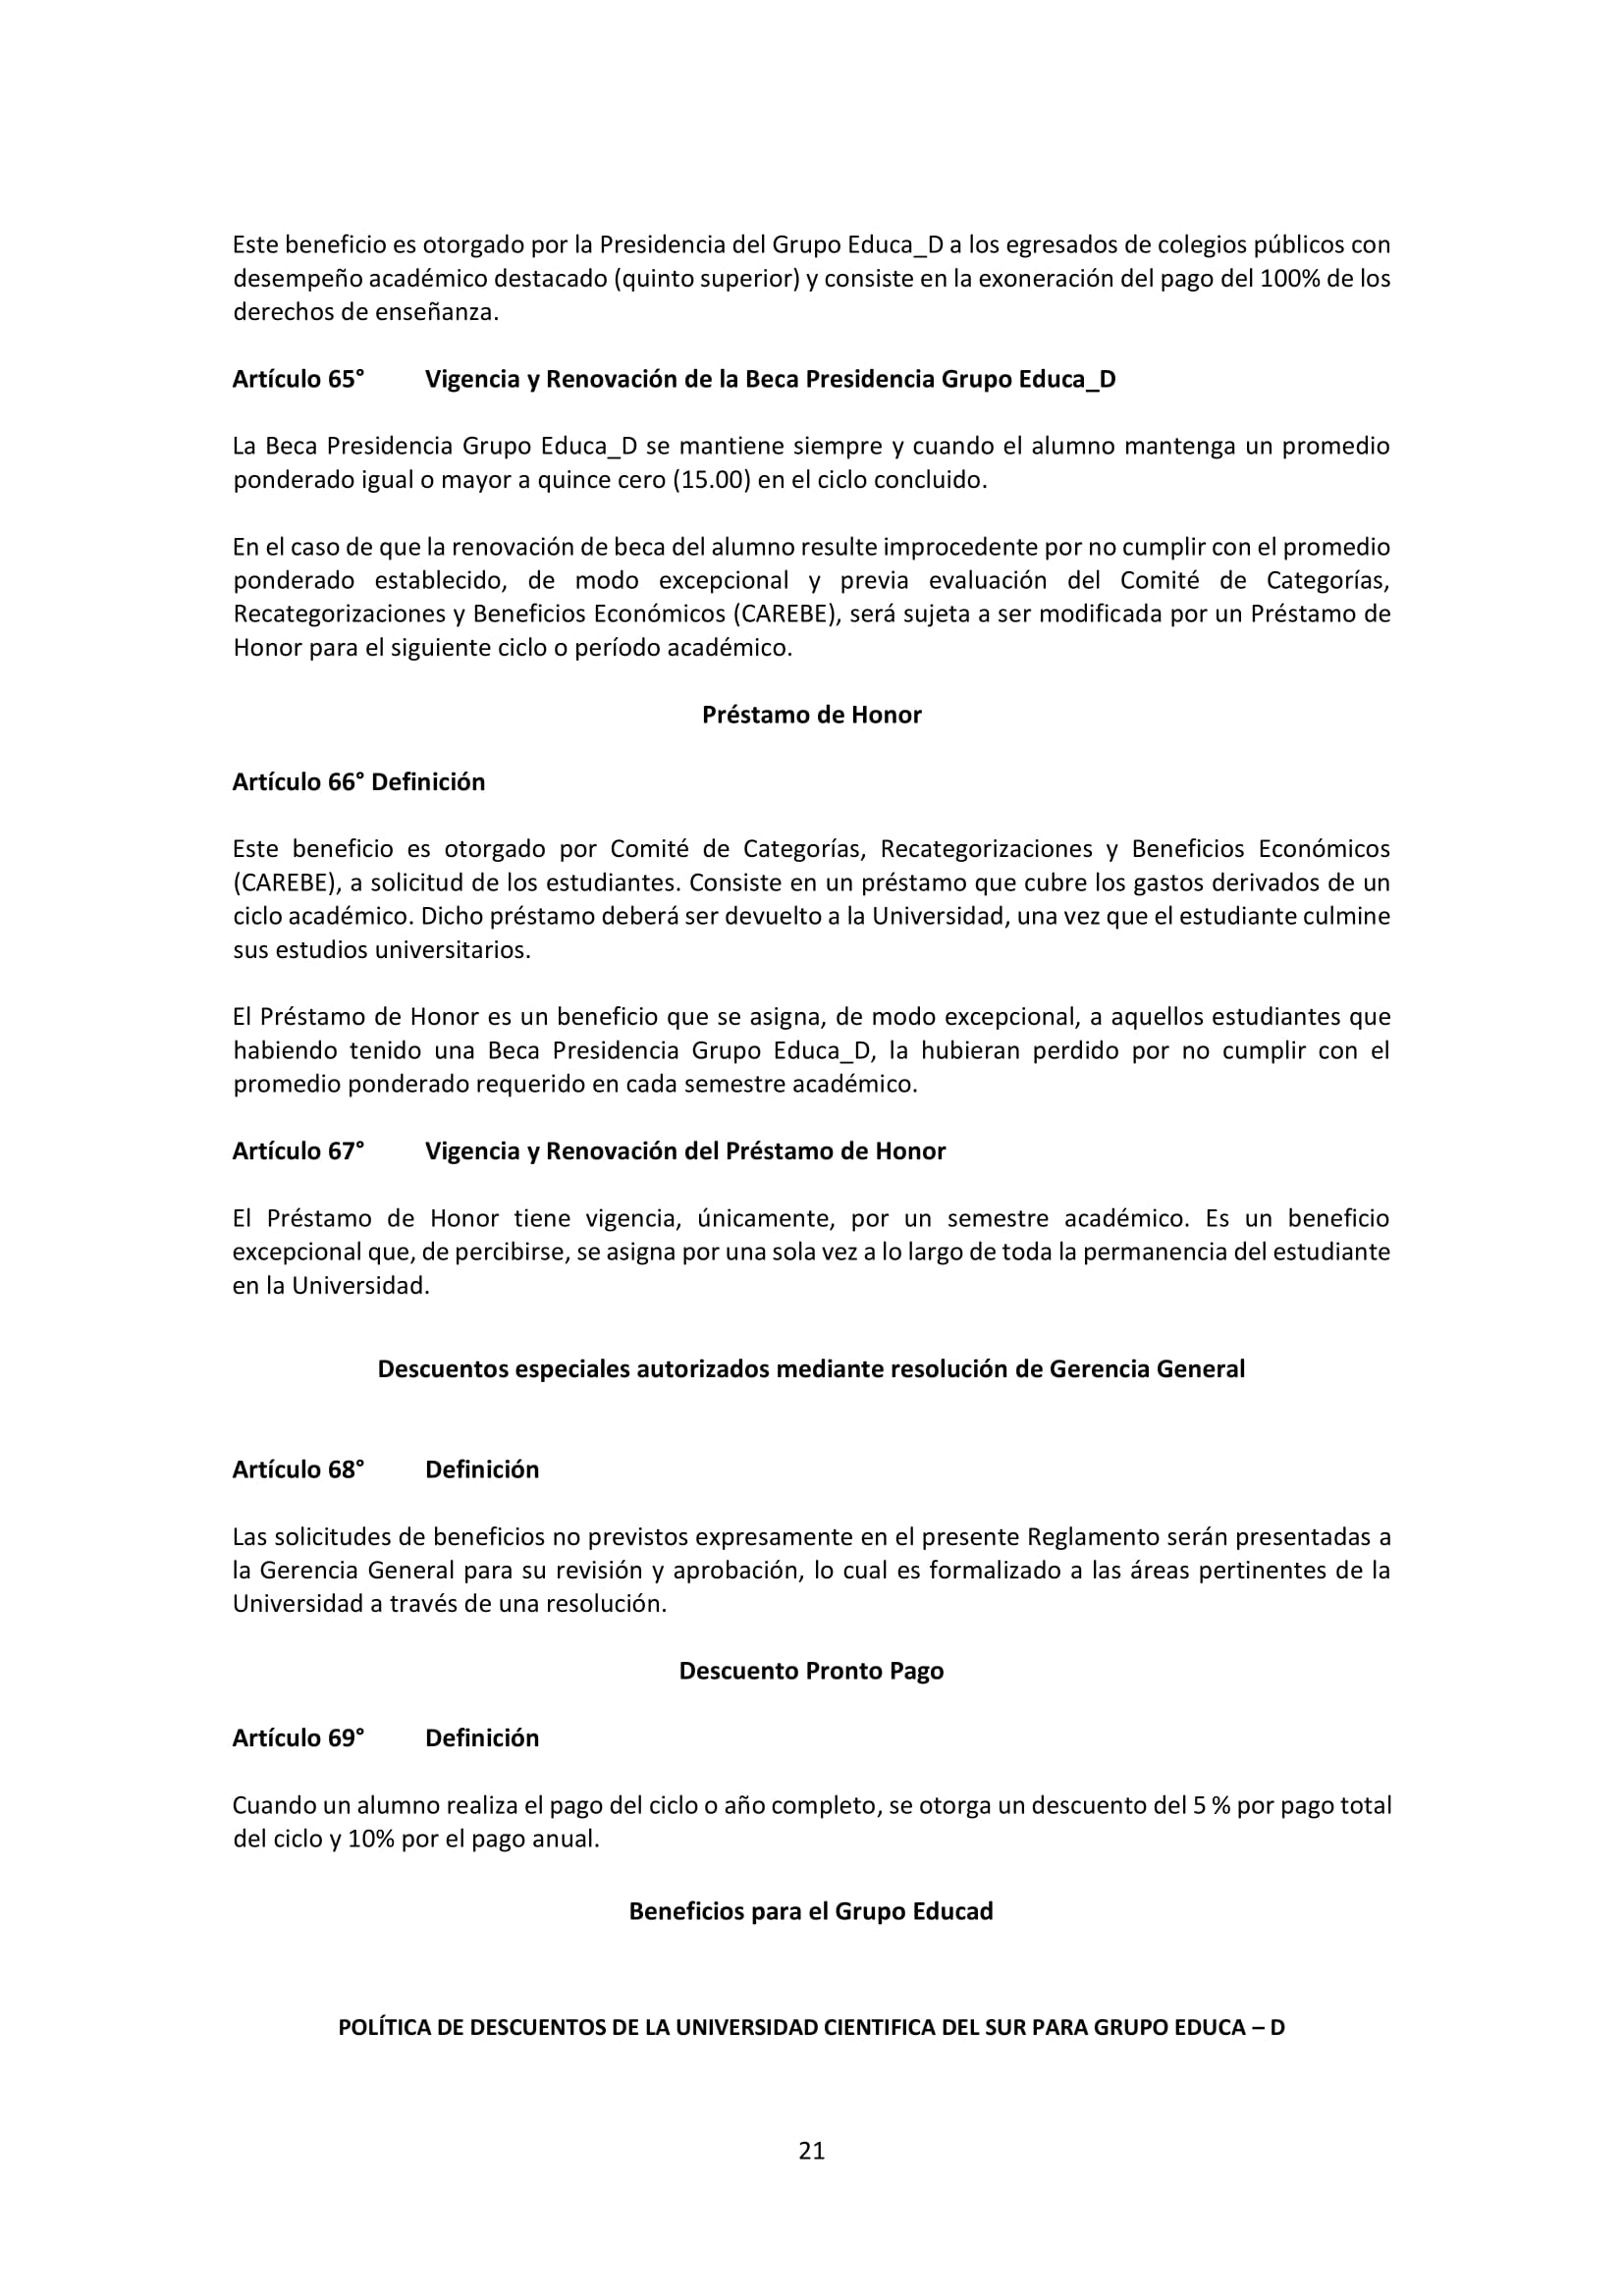 Este beneficio es otorgado por la Presidencia del Grupo Educa_D a los egresados de colegios públicos con
desempeño académico destacado (quinto superior) y consiste en la exoneración del pago del 100% de los
derechos de enseñanza.
Artículo 65° Vigencia y Renovación de la Beca Presidencia Grupo Educa_D
La Beca Presidencia Grupo Educa_D se mantiene siempre y cuando el alumno mantenga un promedio
ponderado igual o mayor a quince cero (15.00) en el ciclo concluido.
En el caso de que la renovación de beca del alumno resulte improcedente por no cumplir con el promedio
ponderado establecido, de modo excepcional y previa evaluación del Comité de Categorías,
Recategorizaciones y Beneficios Económicos (CAREBE), será sujeta a ser modificada por un Préstamo de
Honor para el siguiente ciclo o período académico.
Préstamo de Honor
Artículo 66° Definición
Este beneficio es otorgado por Comité de Categorías, Recategorizaciones y Beneficios Económicos
(CAREBE), a solicitud de los estudiantes. Consiste en un préstamo que cubre los gastos derivados de un
ciclo académico. Dicho préstamo deberá ser devuelto a la Universidad, una vez que el estudiante culmine
sus estudios universitarios.
El Préstamo de Honor es un beneficio que se asigna, de modo excepcional, a aquellos estudiantes que
habiendo tenido una Beca Presidencia Grupo Educa_D, la hubieran perdido por no cumplir con el
promedio ponderado requerido en cada semestre académico.
Artículo 67° Vigencia y Renovación del Préstamo de Honor
El Préstamo de Honor tiene vigencia, únicamente, por un semestre académico. Es un beneficio
excepcional que, de percibirse, se asigna por una sola vez a lo largo de toda la permanencia del estudiante
en la Universidad.
Descuentos especiales autorizados mediante resolución de Gerencia General
Artículo 68° Definición
Las solicitudes de beneficios no previstos expresamente en el presente Reglamento serán presentadas a
la Gerencia General para su revisión y aprobación, lo cual es formalizado a las áreas pertinentes de la
Universidad a través de una resolución.
Descuento Pronto Pago
Artículo 69° Definición
Cuando un alumno realiza el pago del ciclo o año completo, se otorga un descuento del 5 % por pago total
del ciclo y 10% por el pago anual.
Beneficios para el Grupo Educad
POLÍTICA DE DESCUENTOS DE LA UNIVERSIDAD CIENTIFICA DEL SUR PARA GRUPO EDUCA – D
21